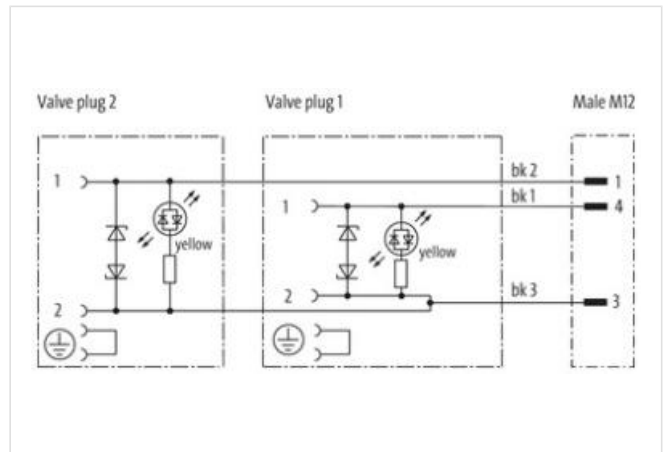 Valve plug 2 Valve plug 1 Male M12
1 bk 2 1
1 bk 1 4
yellow yellow
2 bk 3 3
2